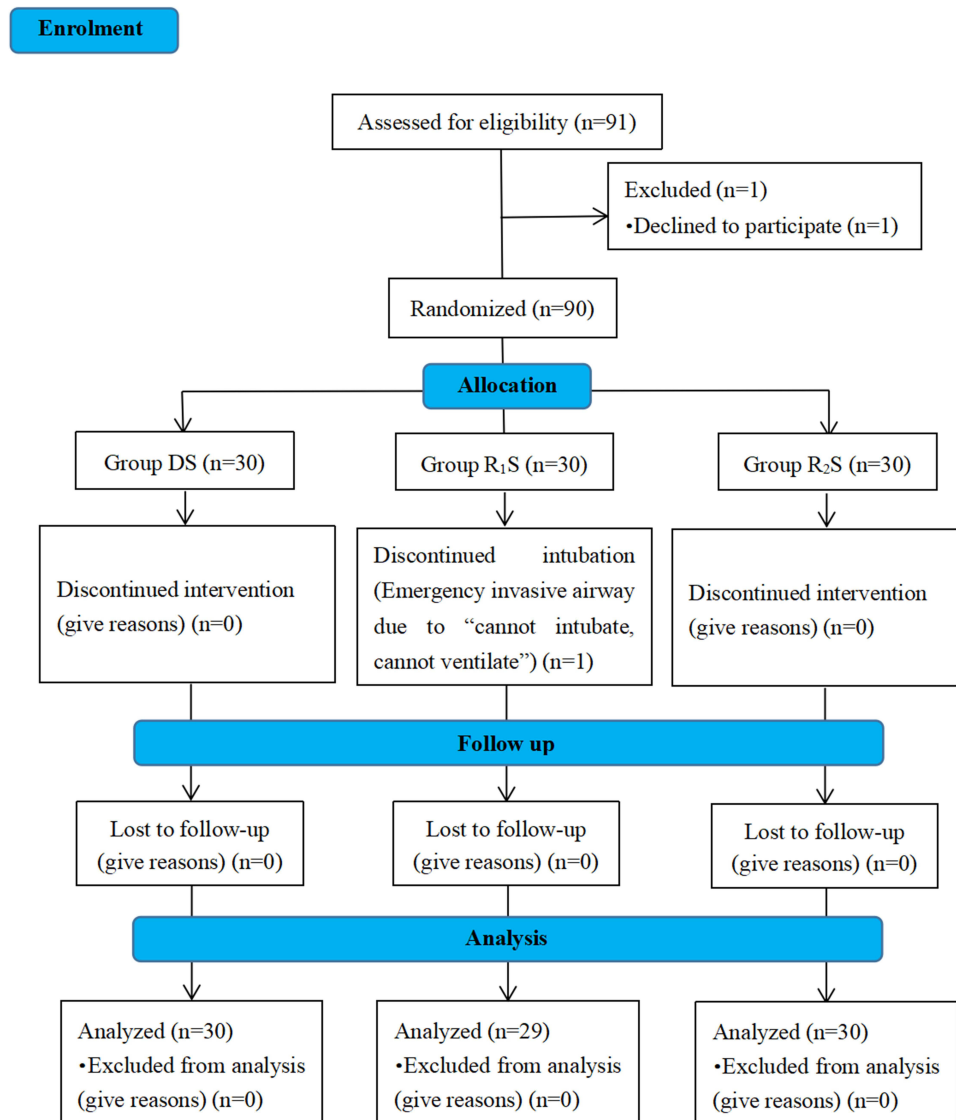 Enrolment
Assessed for eligibility (n=91)
Excluded (n=1)
•Declined to participate (n=1)
Randomized (n=90)
Allocation
Group DS (n=30)
Group R₁S (n=30)
Group R₂S (n=30)
Discontinued intervention
(give reasons) (n=0)
Discontinued intubation
(Emergency invasive airway
due to “cannot intubate,
cannot ventilate”) (n=1)
Discontinued intervention
(give reasons) (n=0)
Follow up
Lost to follow-up
(give reasons) (n=0)
Lost to follow-up
(give reasons) (n=0)
Lost to follow-up
(give reasons) (n=0)
Analysis
Analyzed (n=30)
•Excluded from analysis
(give reasons) (n=0)
Analyzed (n=29)
•Excluded from analysis
(give reasons) (n=0)
Analyzed (n=30)
•Excluded from analysis
(give reasons) (n=0)